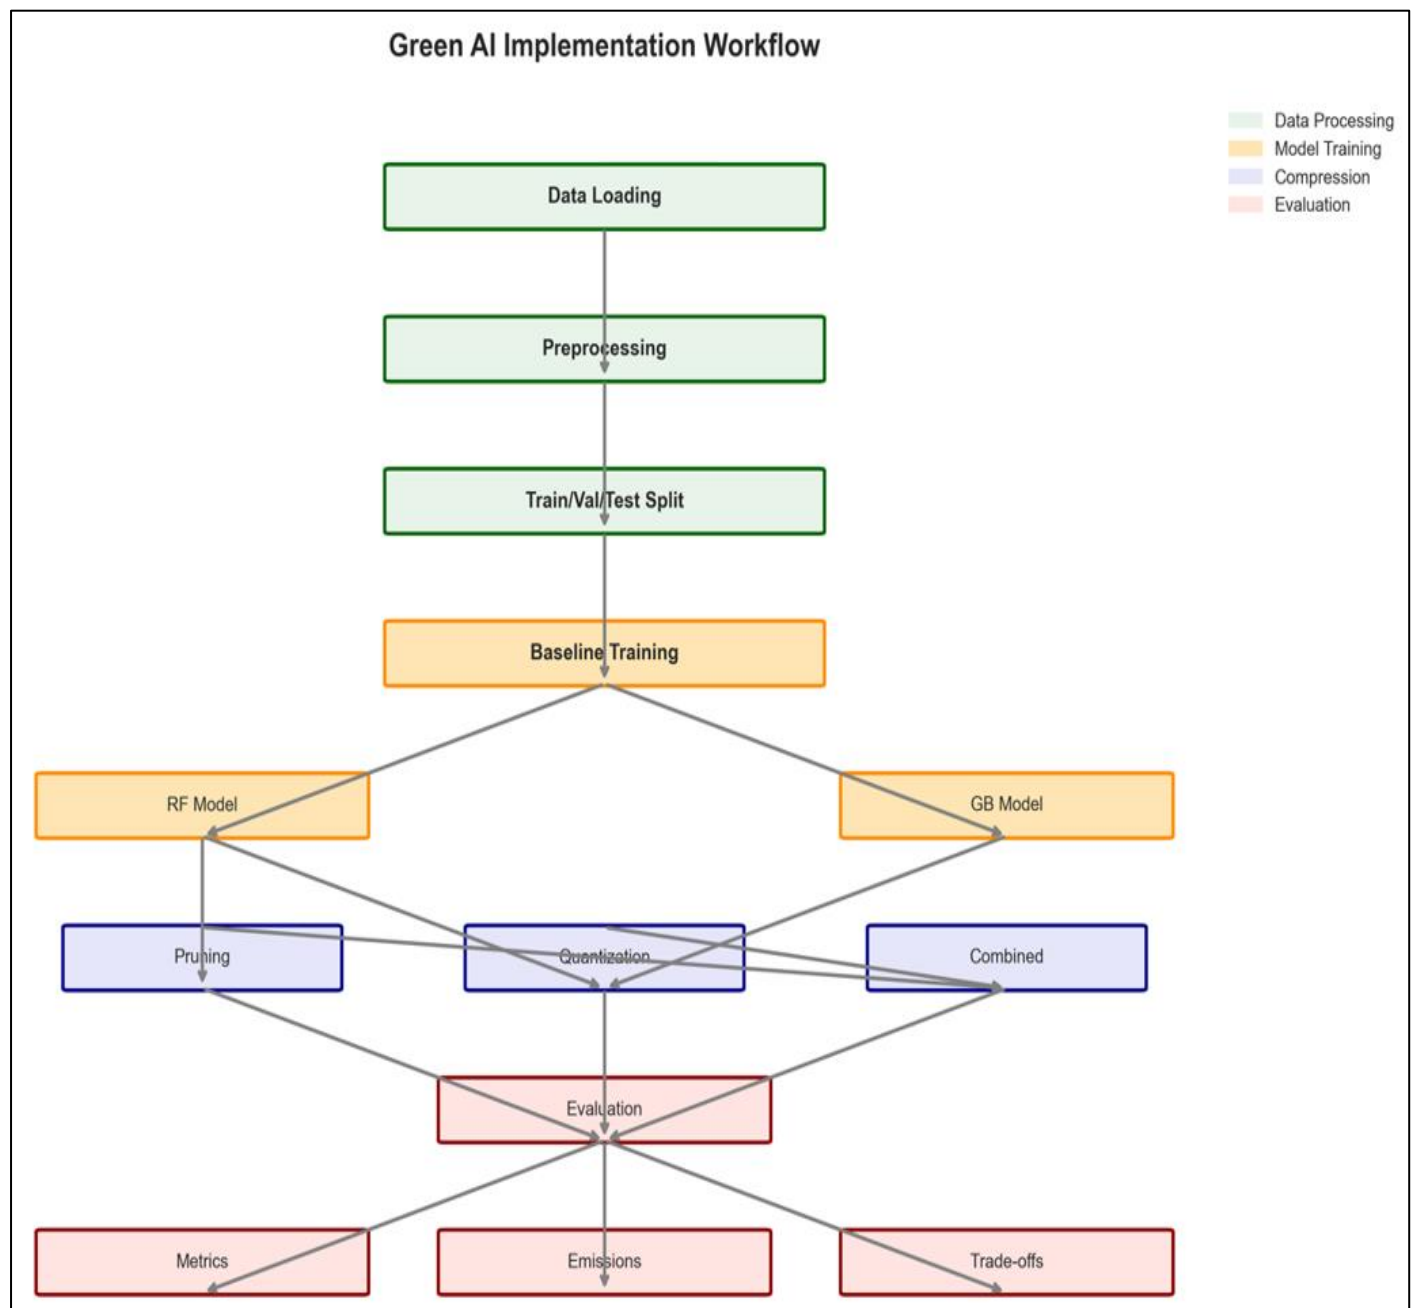 Green AI Implementation Workflow
Data Processing
Model Training
Compression
Evaluation
Data Loading
Preprocessing
Train/Val/Test Split
Baseline Training
RF Model
GB Model
Pruning
Quantization
Combined
Evaluation
Metrics
Emissions
Trade-offs